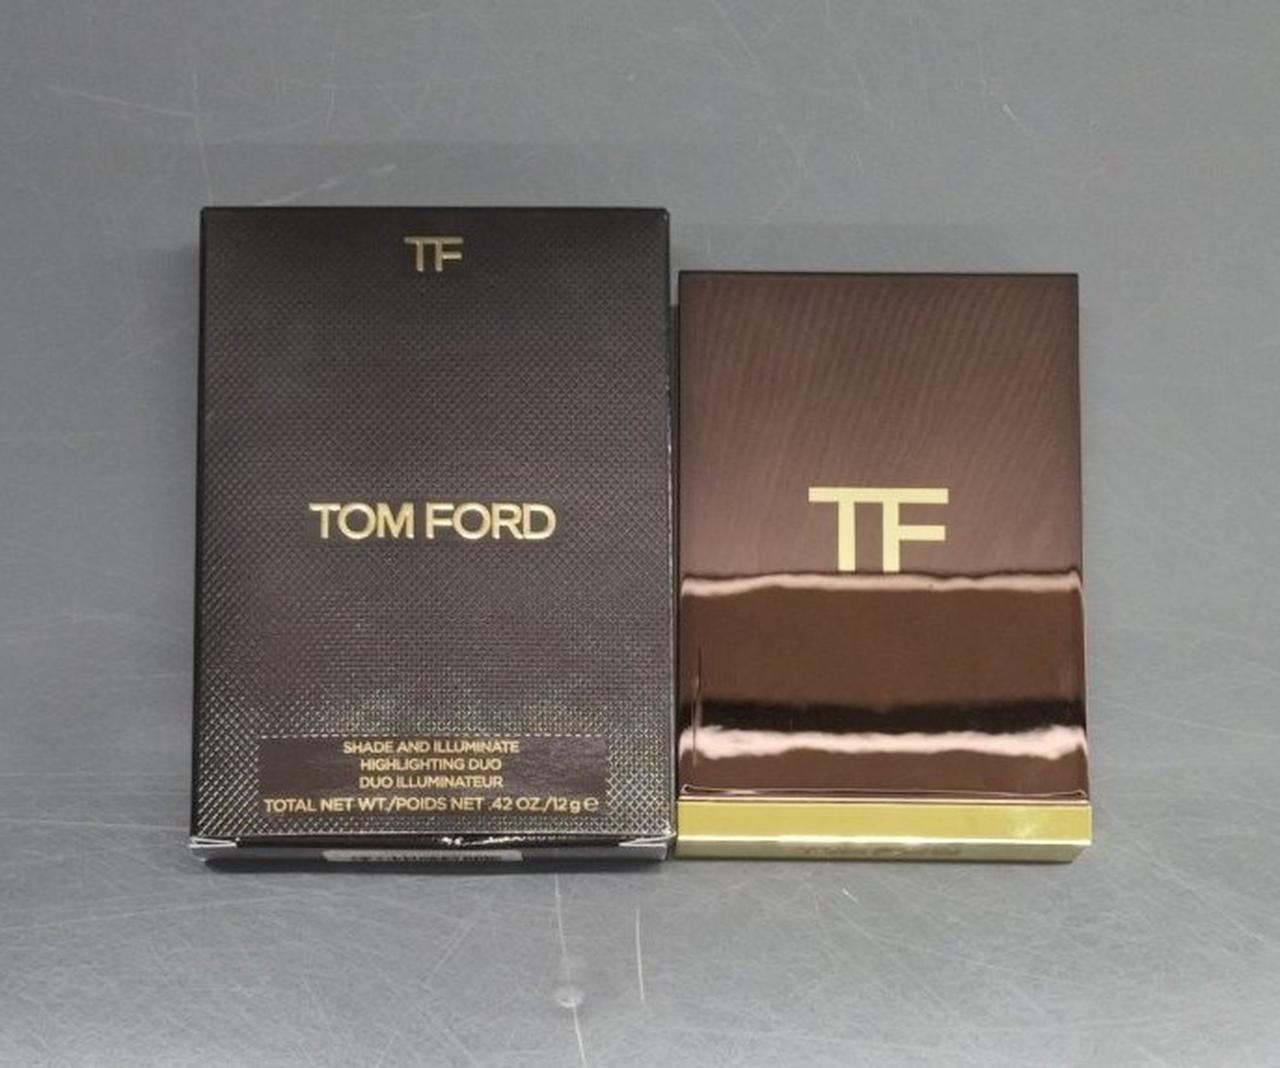 TF
TOM FORD
SHADE AND ILLUMINATE
HIGHLIGHTING DUO
DUO ILLUMINATEUR
TOTAL NET WT./POIDS NET .42 OZ./12 g ℮
TF